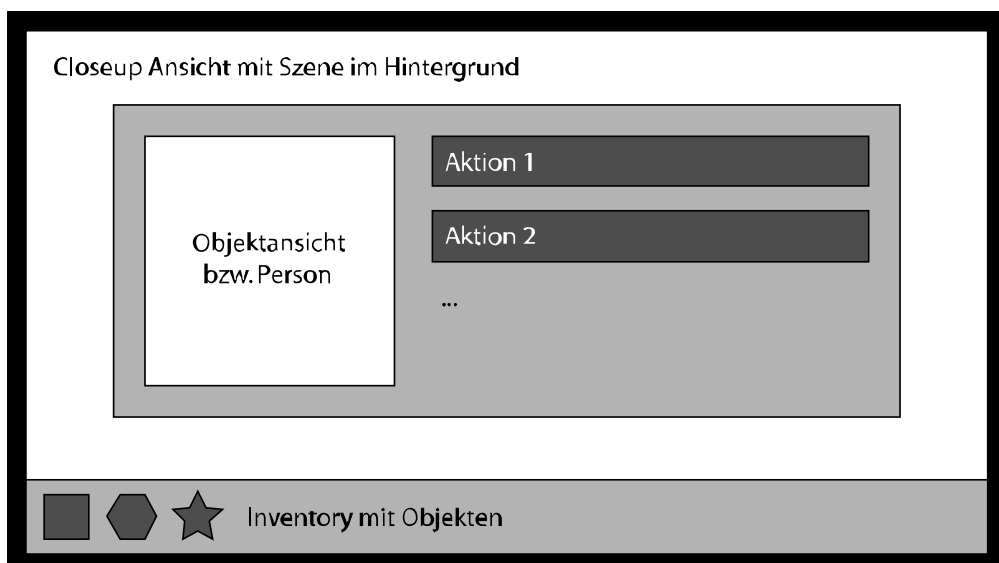 Closeup Ansicht mit Szene im Hintergrund
Objektansicht
bzw. Person
Aktion 1
Aktion 2
...
Inventory mit Objekten